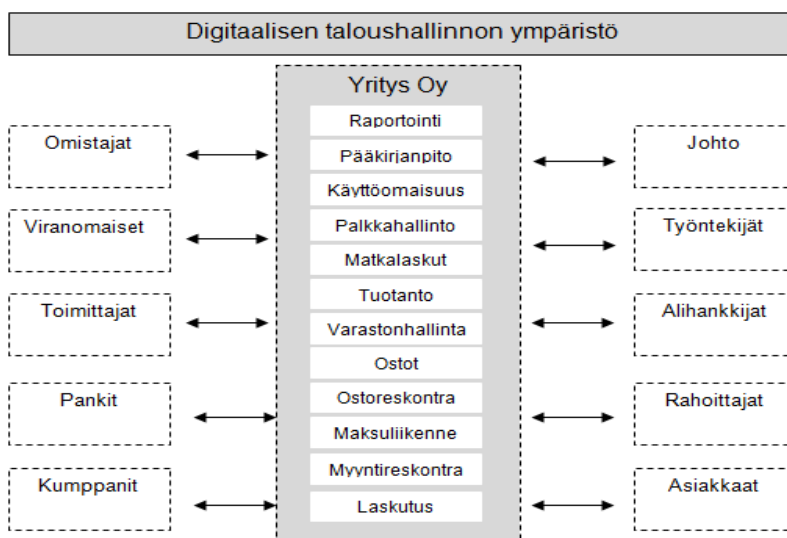 Digitaalisen taloushallinnon ympäristö
Yritys Oy
Raportointi
Pääkirjanpito
Käyttöomaisuus
Palkkahallinto
Matkalaskut
Tuotanto
Varastonhallinta
Ostot
Ostoreskontra
Maksuliikenne
Myyntireskontra
Laskutus
Omistajat
Viranomaiset
Toimittajat
Pankit
Kumppanit
Johto
Työntekijät
Alihankkijat
Rahoittajat
Asiakkaat